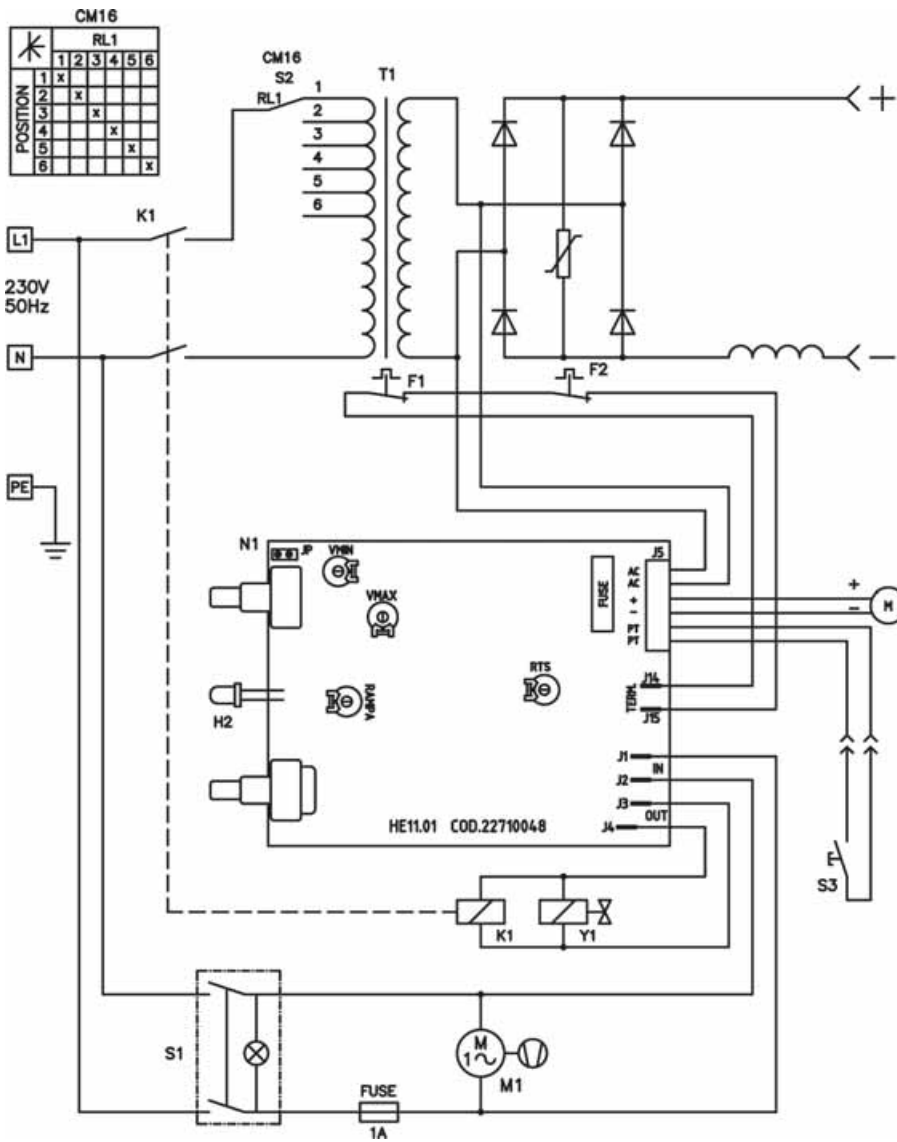 CM16
RL1
1 2 3 4 5 6
POSITION
1 x
2 x
3 x
4 x
5 x
6 x
CM16
S2
RL1
1
2
3
4
5
6
T1
+
K1
L1
230V
50Hz
N
−
F1
F2
PE
N1
JP
VMIN
VMAX
RAMPA
H2
RTS
FUSE
J5
AC
AC
+
-
PT
PT
+
−
M
TERM.
J14
J15
J1
IN
J2
J3
OUT
J4
HE11.01 COD.22710048
S3
K1
Y1
S1
M
1
M1
FUSE
1A